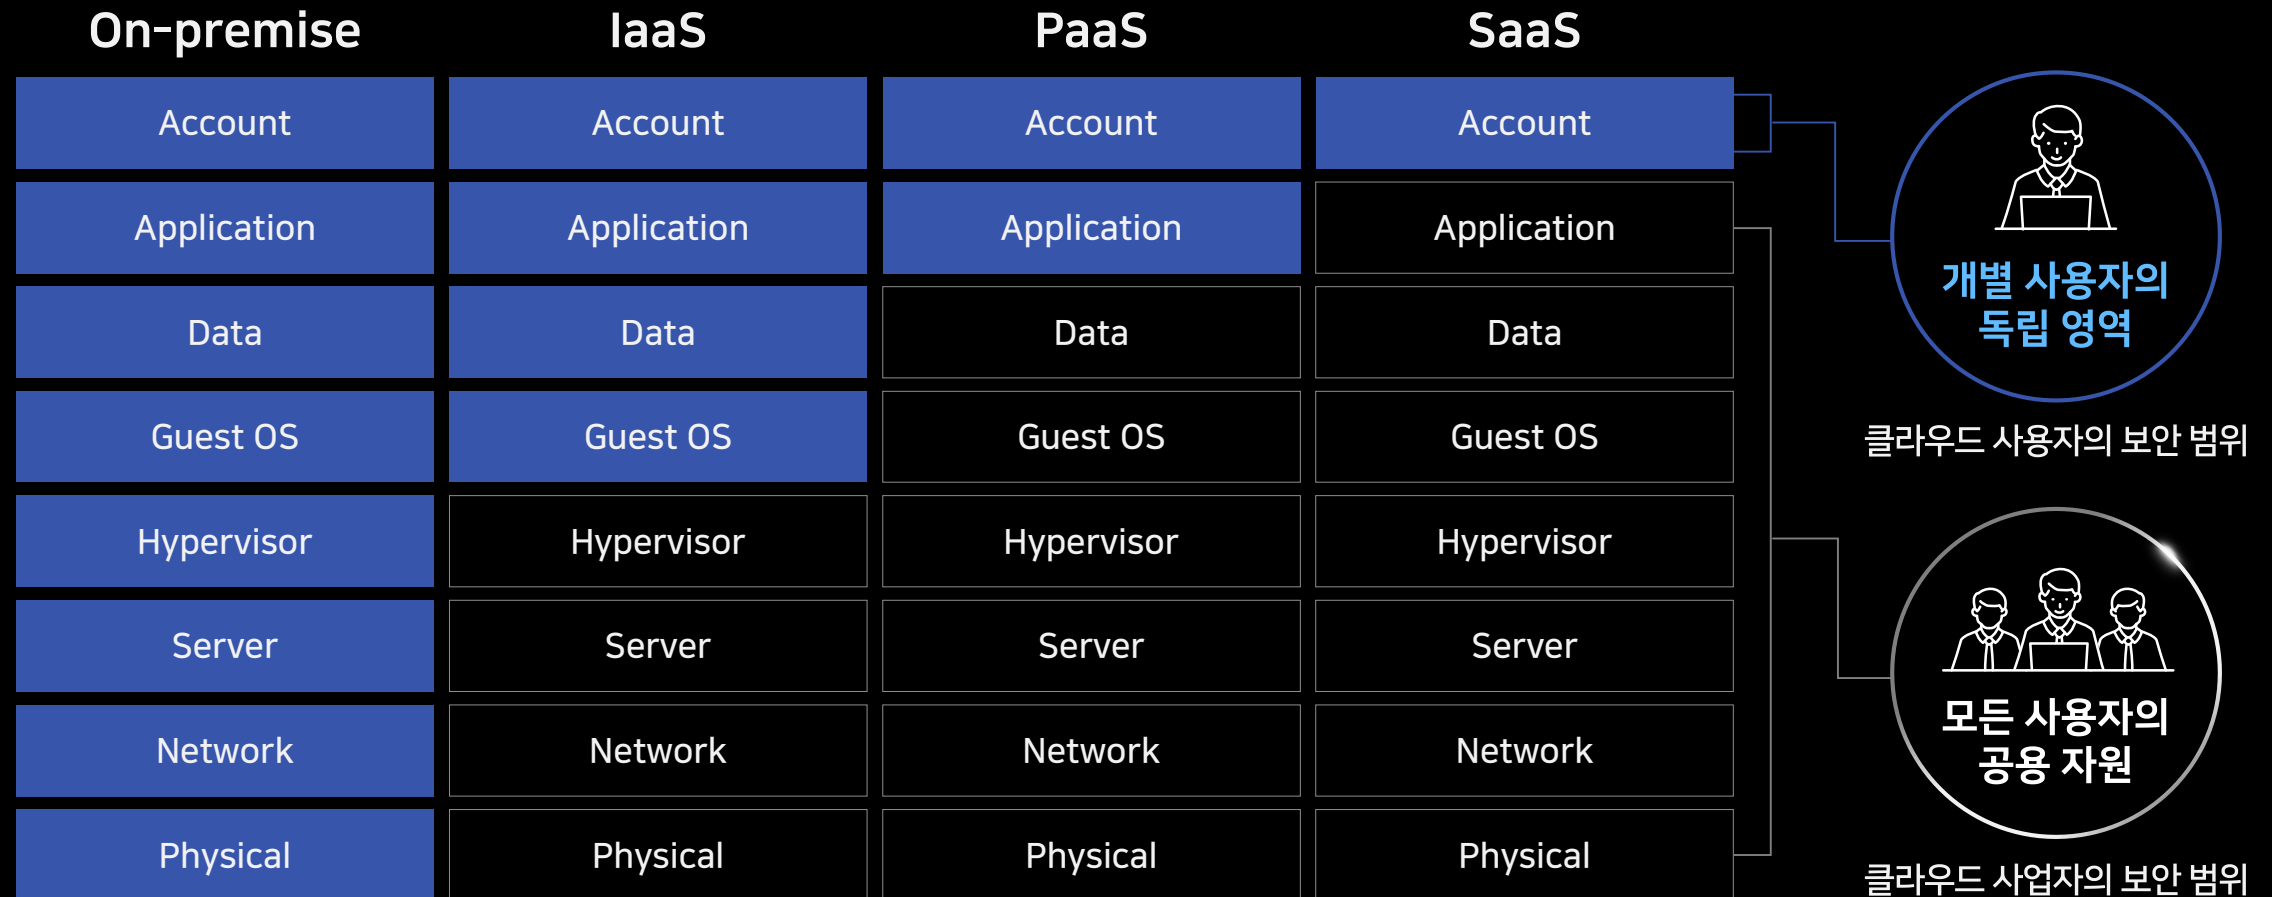 On-premise IaaS PaaS SaaS
Account Account Account Account
Application Application Application Application
Data Data Data Data
Guest OS Guest OS Guest OS Guest OS
Hypervisor Hypervisor Hypervisor Hypervisor
Server Server Server Server
Network Network Network Network
Physical Physical Physical Physical
개별 사용자의
독립 영역
클라우드 사용자의 보안 범위
모든 사용자의
공용 자원
클라우드 사업자의 보안 범위